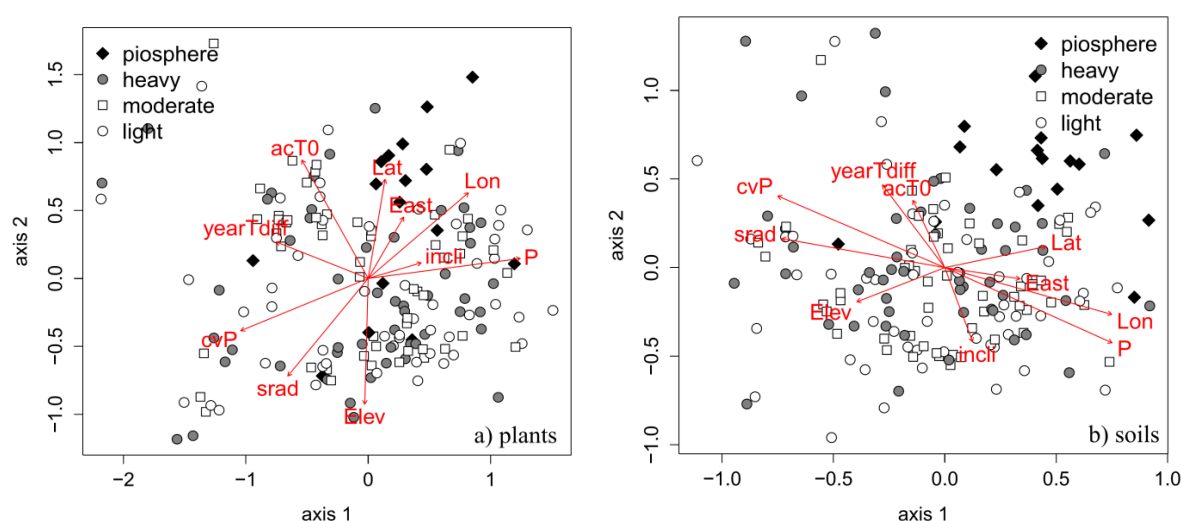 piosphere
heavy
moderate
light
acT0
Lat
Lon
East
yearTdiff
incli
P
cvP
srad
Elev
a) plants
axis 2
1.5
1.0
0.5
0.0
−0.5
−1.0
−2
−1
0
1
axis 1
piosphere
heavy
moderate
light
yearTdiff
acT0
cvP
srad
Lat
East
Elev
Lon
P
incli
b) soils
axis 2
1.0
0.5
0.0
−0.5
−1.0
−1.0
−0.5
0.0
0.5
1.0
axis 1